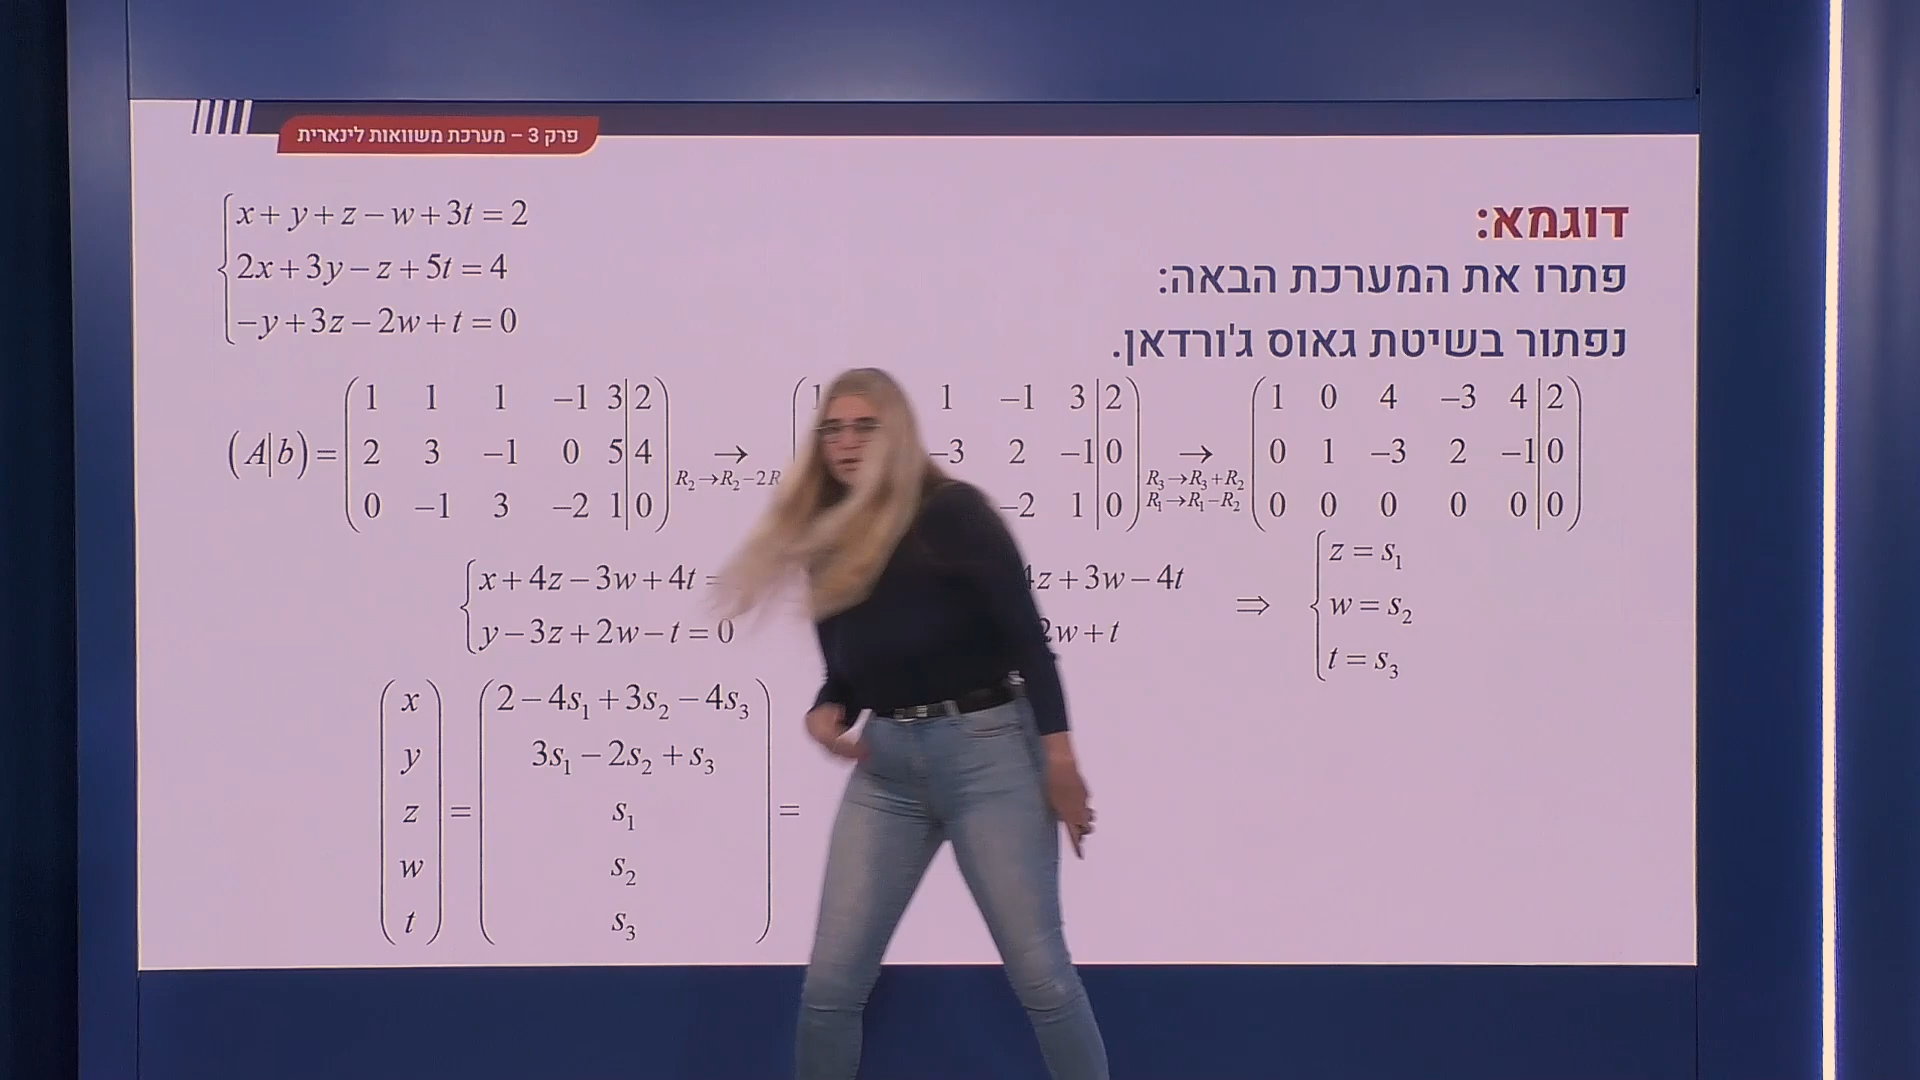 פרק 3 – מערכת משוואות לינארית
דוגמא:
פתרו את המערכת הבאה:
x + y + z − w + 3t = 2
2x + 3y − z + 5t = 4
−y + 3z − 2w + t = 0
נפתור בשיטת גאוס ג'ורדאן.
(A|b) =
1 1 1 −1 3 | 2
2 3 −1 0 5 | 4
0 −1 3 −2 1 | 0
→
R₂→R₂−2R
1 1 −1 3 | 2
−3 2 −1 | 0
−2 1 | 0
→
R₃→R₃+R₂
R₁→R₁−R₂
1 0 4 −3 4 | 2
0 1 −3 2 −1 | 0
0 0 0 0 0 | 0
x + 4z − 3w + 4t =
y − 3z + 2w − t = 0
4z + 3w − 4t
2w + t
⇒
z = s₁
w = s₂
t = s₃
x
y
z
w
t
=
2 − 4s₁ + 3s₂ − 4s₃
3s₁ − 2s₂ + s₃
s₁
s₂
s₃
=